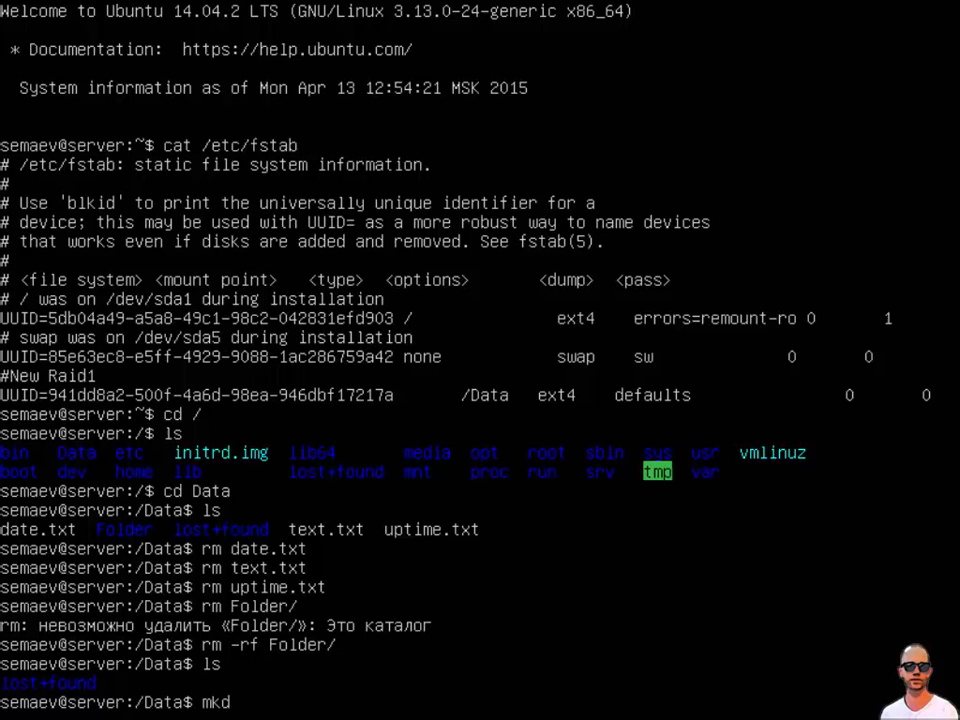 Welcome to Ubuntu 14.04.2 LTS (GNU/Linux 3.13.0-24-generic x86_64)
* Documentation: https://help.ubuntu.com/
System information as of Mon Apr 13 12:54:21 MSK 2015
semaev@server:~$ cat /etc/fstab
# /etc/fstab: static file system information.
#
# Use 'blkid' to print the universally unique identifier for a
# device; this may be used with UUID= as a more robust way to name devices
# that works even if disks are added and removed. See fstab(5).
#
# <file system> <mount point> <type> <options> <dump> <pass>
# / was on /dev/sda1 during installation
UUID=5db04a49-a5a8-49c1-98c2-042831efd903 / ext4 errors=remount-ro 0 1
# swap was on /dev/sda5 during installation
UUID=85e63ec8-e5ff-4929-9088-1ac286759a42 none swap sw 0 0
#New Raid1
UUID=941dd8a2-500f-4a6d-98ea-946dbf17217a /Data ext4 defaults 0 0
semaev@server:~$ cd /
semaev@server:/$ ls
bin Data etc initrd.img lib64 media opt root sbin sys usr vmlinuz
boot dev home lib lost+found mnt proc run srv tmp var
semaev@server:/$ cd Data
semaev@server:/Data$ ls
date.txt Folder lost+found text.txt uptime.txt
semaev@server:/Data$ rm date.txt
semaev@server:/Data$ rm text.txt
semaev@server:/Data$ rm uptime.txt
semaev@server:/Data$ rm Folder/
rm: невозможно удалить «Folder/»: Это каталог
semaev@server:/Data$ rm -rf Folder/
semaev@server:/Data$ ls
lost+found
semaev@server:/Data$ mkd